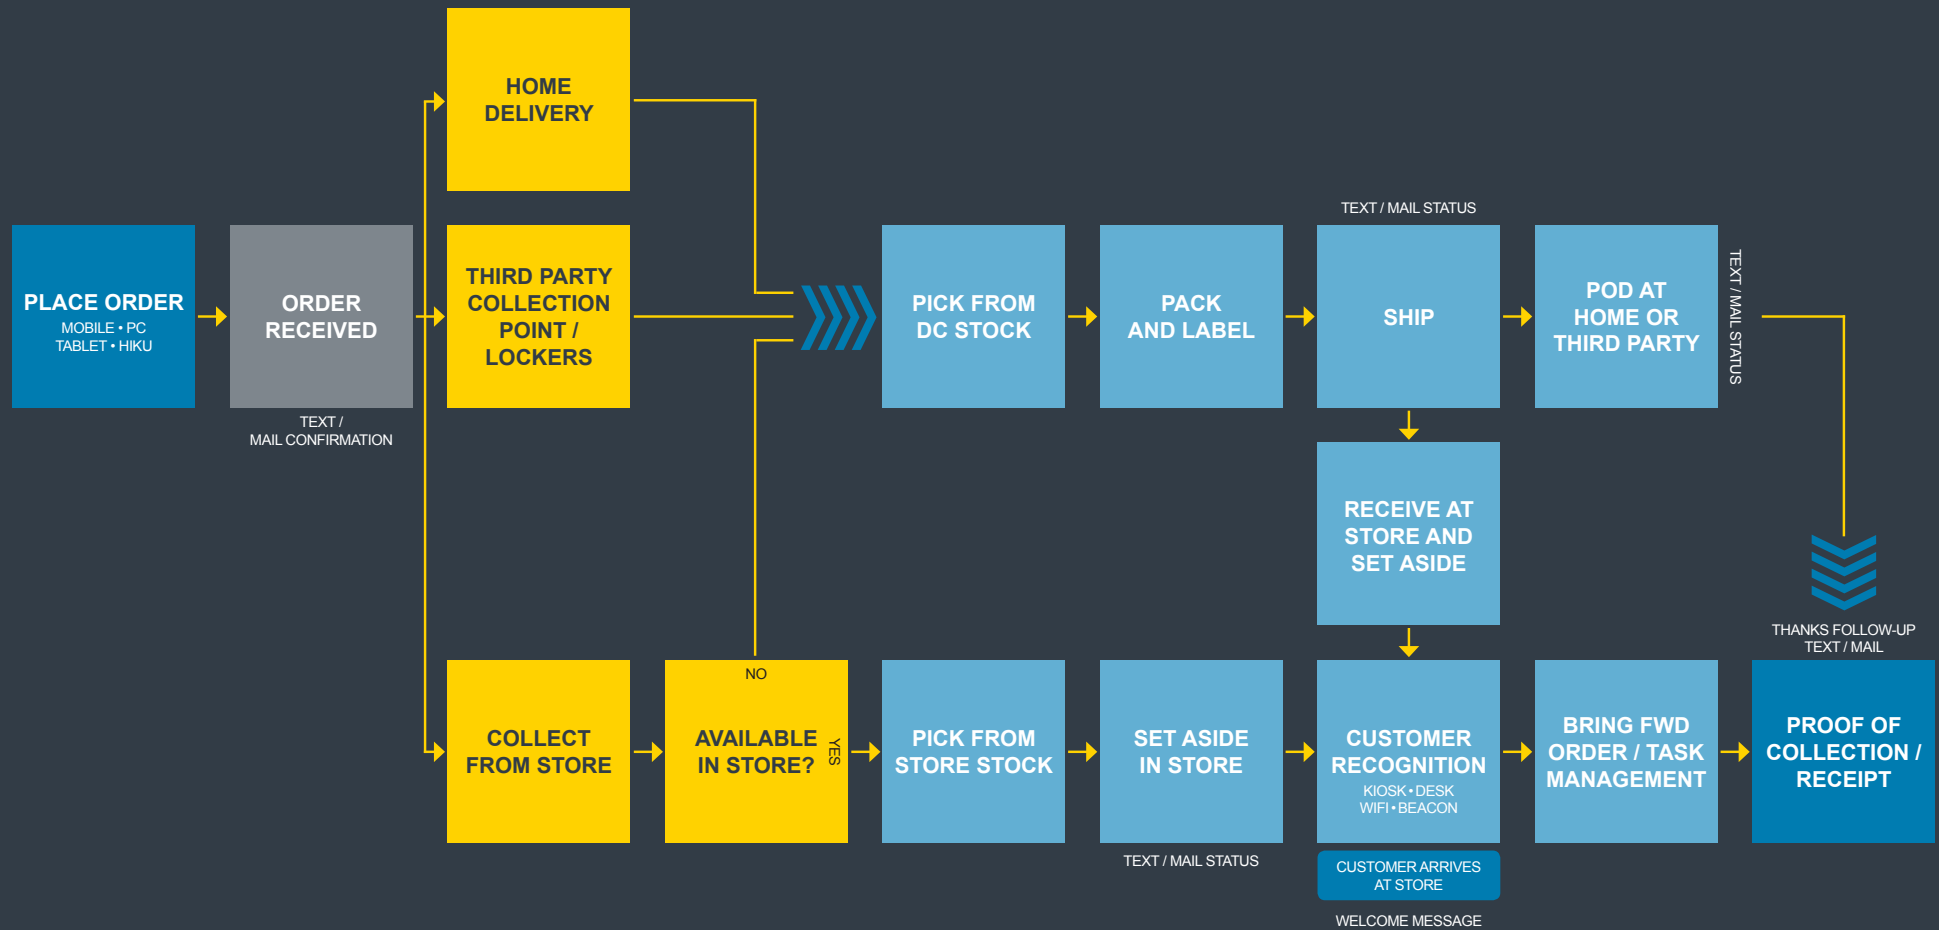 HOME
DELIVERY
TEXT / MAIL STATUS
PLACE ORDER
MOBILE • PC
TABLET • HIKU
ORDER
RECEIVED
TEXT /
MAIL CONFIRMATION
THIRD PARTY
COLLECTION
POINT /
LOCKERS
PICK FROM
DC STOCK
PACK
AND LABEL
SHIP
POD AT
HOME OR
THIRD PARTY
TEXT / MAIL STATUS
RECEIVE AT
STORE AND
SET ASIDE
THANKS FOLLOW-UP
TEXT / MAIL
COLLECT
FROM STORE
NO
AVAILABLE
IN STORE?
YES
PICK FROM
STORE STOCK
SET ASIDE
IN STORE
TEXT / MAIL STATUS
CUSTOMER
RECOGNITION
KIOSK • DESK
WIFI • BEACON
CUSTOMER ARRIVES
AT STORE
WELCOME MESSAGE
BRING FWD
ORDER / TASK
MANAGEMENT
PROOF OF
COLLECTION /
RECEIPT